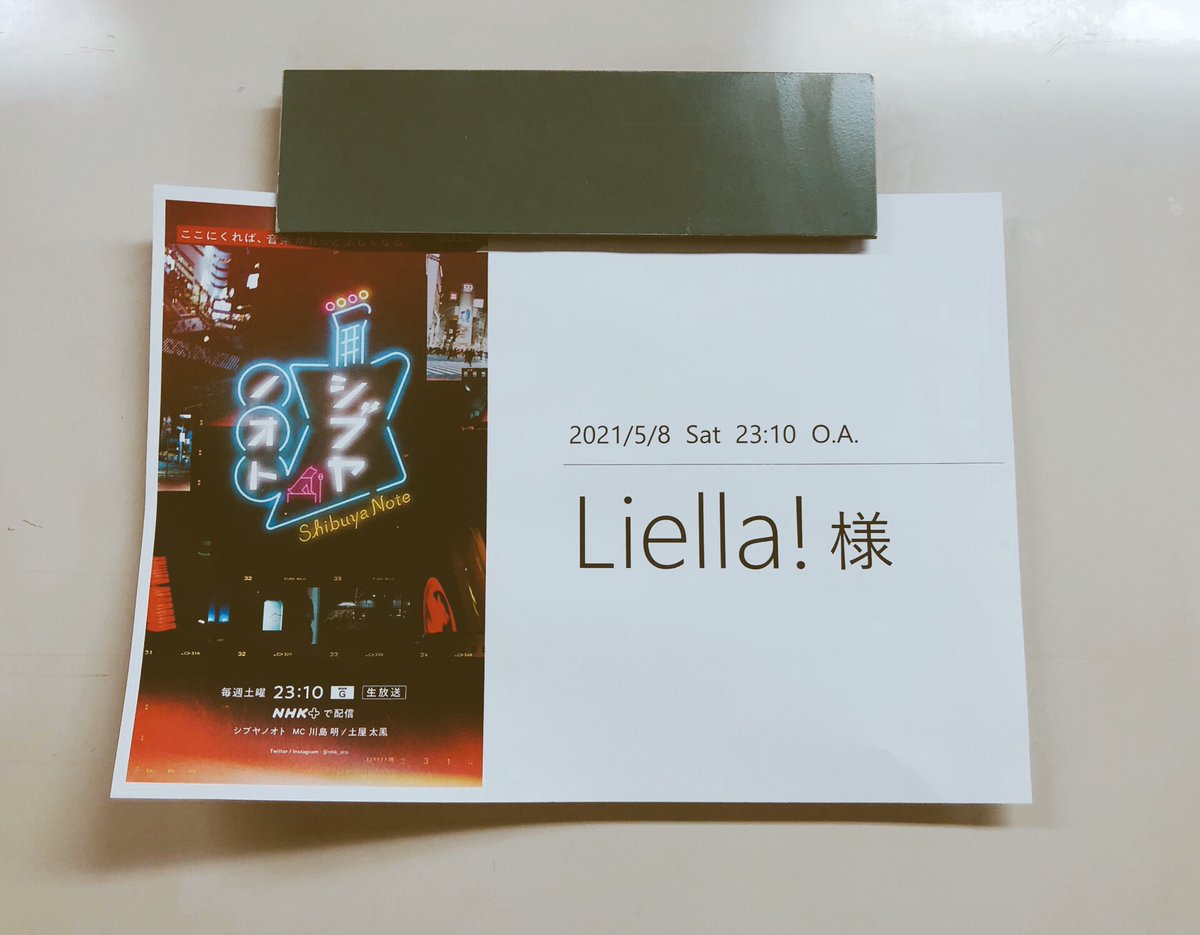 ここにくれば、音楽がもっと楽しくなる。
シブヤ
ノオト
Shibuya Note
毎週土曜 23:10 G 生放送
NHK+で配信
シブヤノオト MC 川島 明/土屋 太鳳
Twitter/Instagram:@nhk_oto
2021/5/8 Sat 23:10 O.A.
Liella! 様